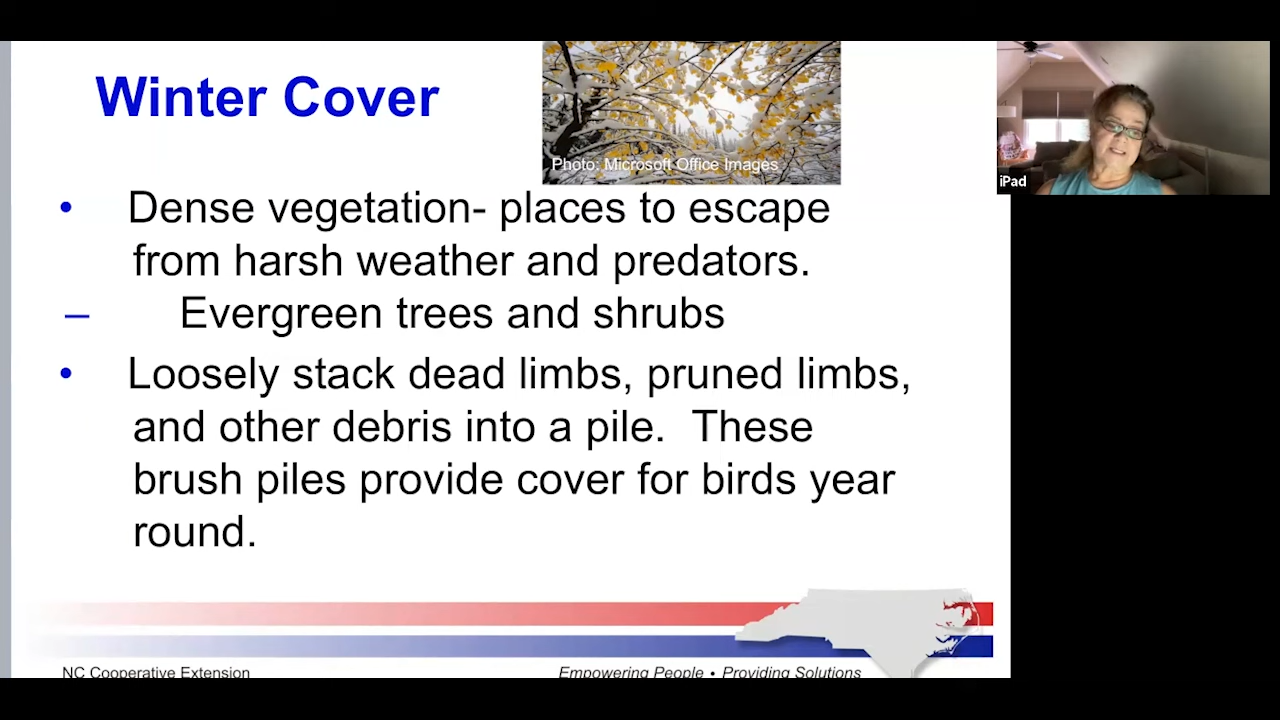 Winter Cover
Photo: Microsoft Office Images
iPad
• Dense vegetation- places to escape
from harsh weather and predators.
– Evergreen trees and shrubs
• Loosely stack dead limbs, pruned limbs,
and other debris into a pile. These
brush piles provide cover for birds year
round.
NC Cooperative Extension
Empowering People • Providing Solutions